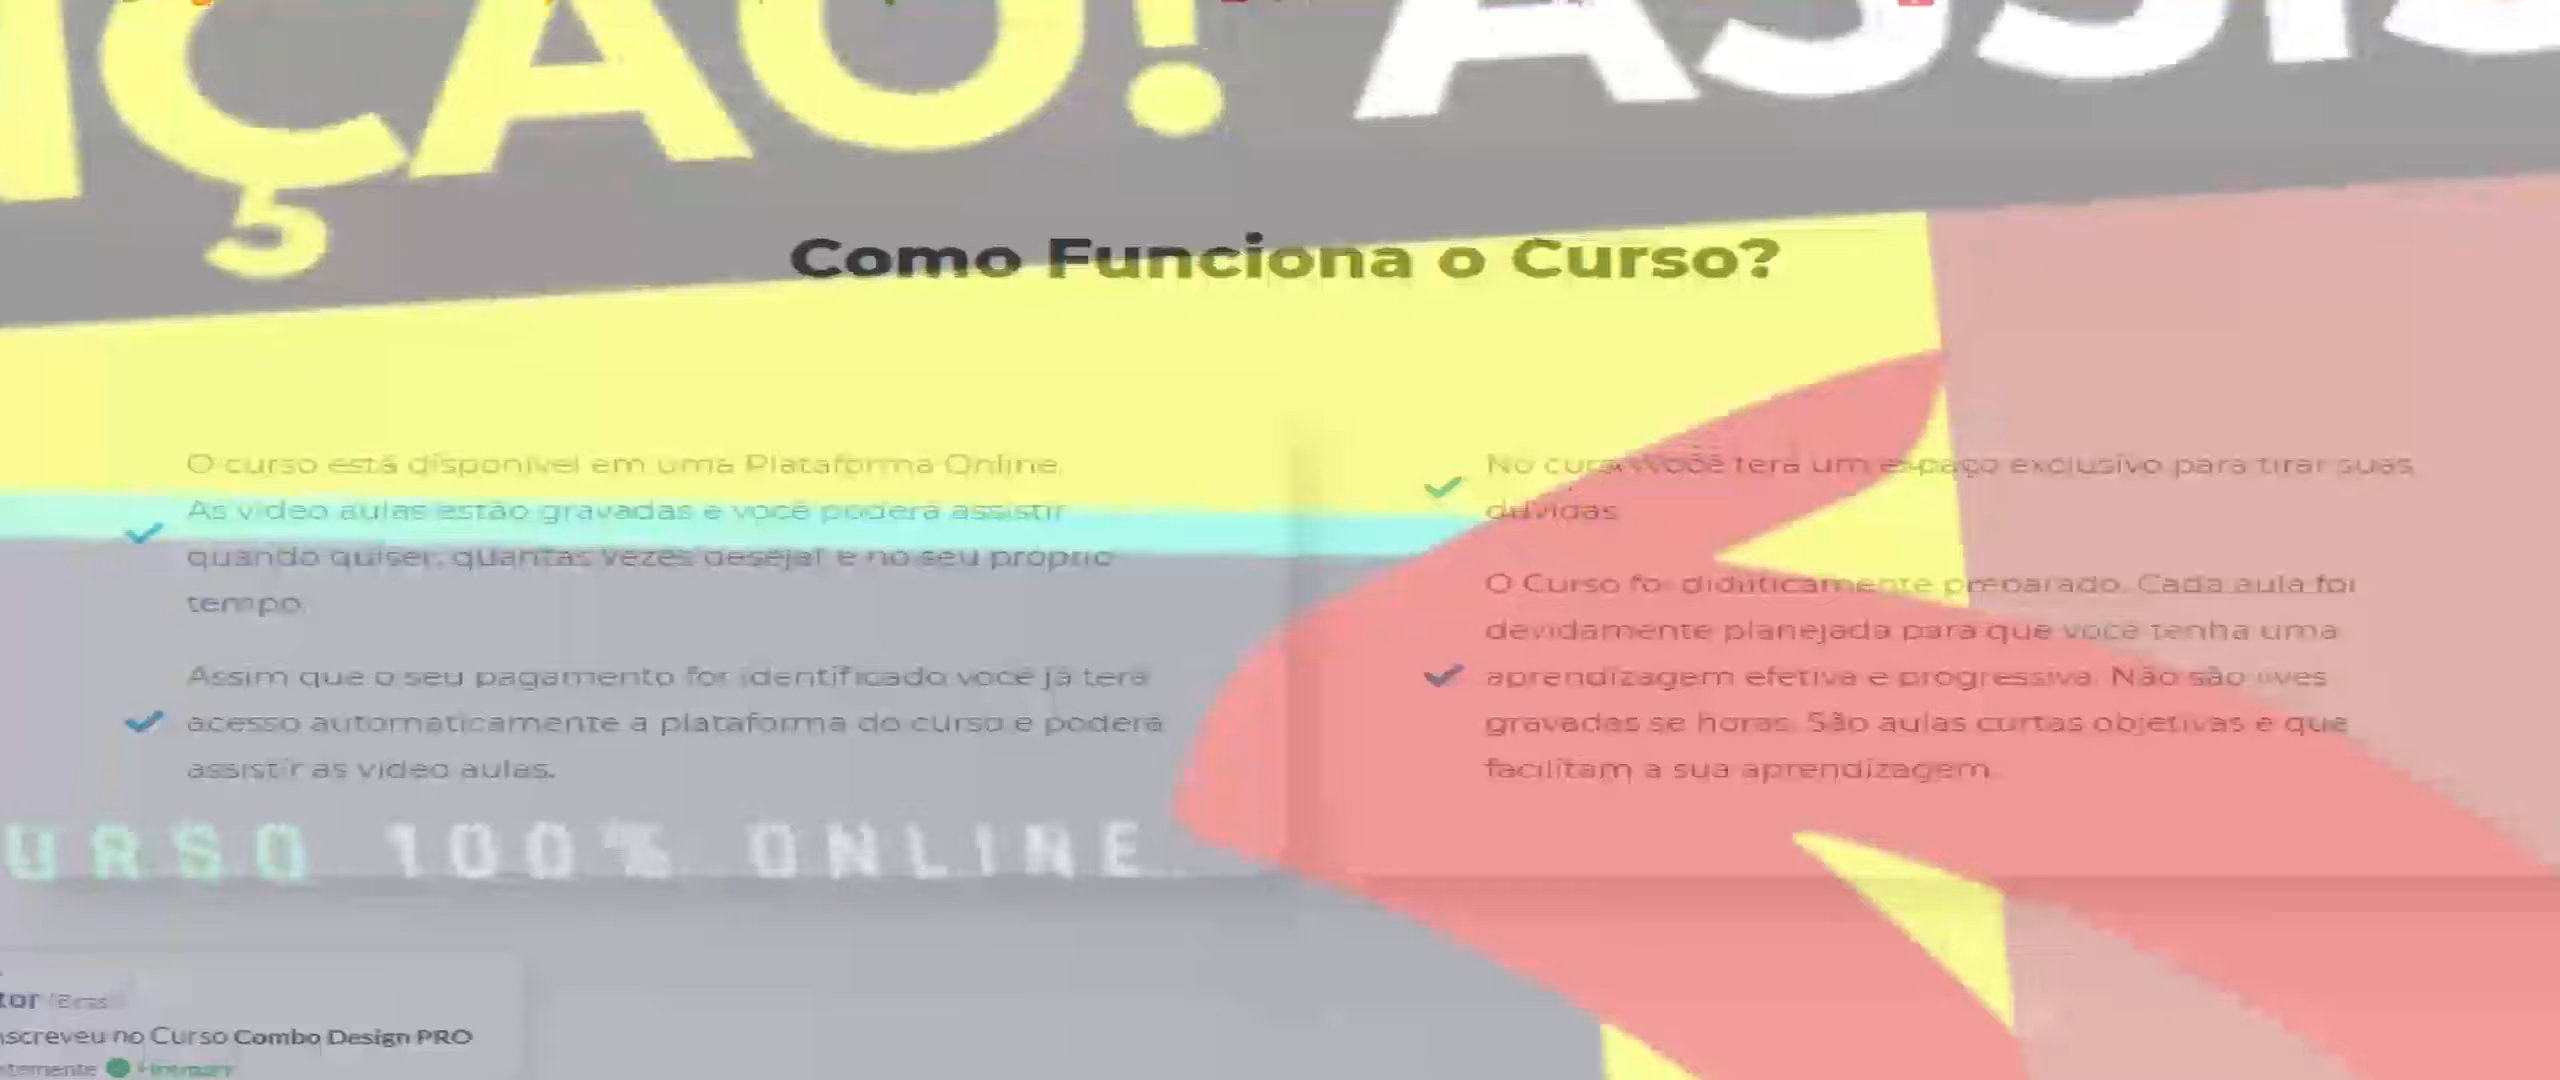 NÇÃO! ASSIS
Como Funciona o Curso?
O curso está disponível em uma Plataforma Online.
As vídeo aulas estão gravadas e você poderá assistir
quando quiser, quantas vezes desejar e no seu próprio
tempo.
Assim que o seu pagamento for identificado você já terá
acesso automaticamente a plataforma do curso e poderá
assistir as vídeo aulas.
No curso você terá um espaço exclusivo para tirar suas
dúvidas
O Curso foi didaticamente preparado. Cada aula foi
devidamente planejada para que você tenha uma
aprendizagem efetiva e progressiva. Não são lives
gravadas se horas. São aulas curtas objetivas e que
facilitam a sua aprendizagem.
URSO 100% ONLINE
tor (Brasil)
nscreveu no Curso Combo Design PRO
temente